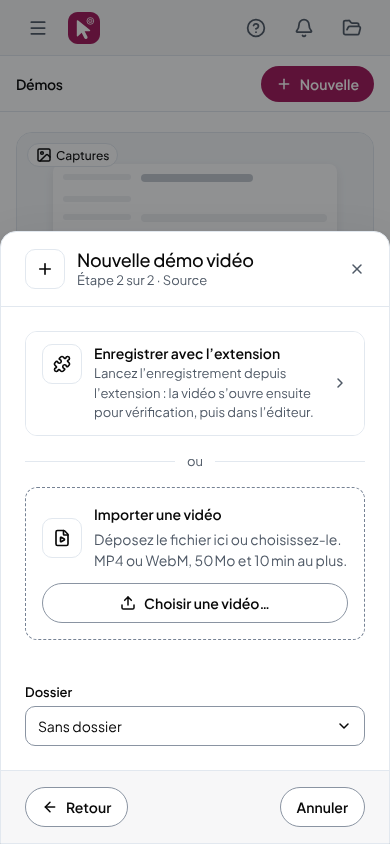 Démos
Nouvelle
Captures
Nouvelle démo vidéo
Étape 2 sur 2 · Source
Enregistrer avec l’extension
Lancez l’enregistrement depuis
l’extension : la vidéo s’ouvre ensuite
pour vérification, puis dans l’éditeur.
ou
Importer une vidéo
Déposez le fichier ici ou choisissez-le.
MP4 ou WebM, 50 Mo et 10 min au plus.
Choisir une vidéo…
Dossier
Sans dossier
Retour
Annuler